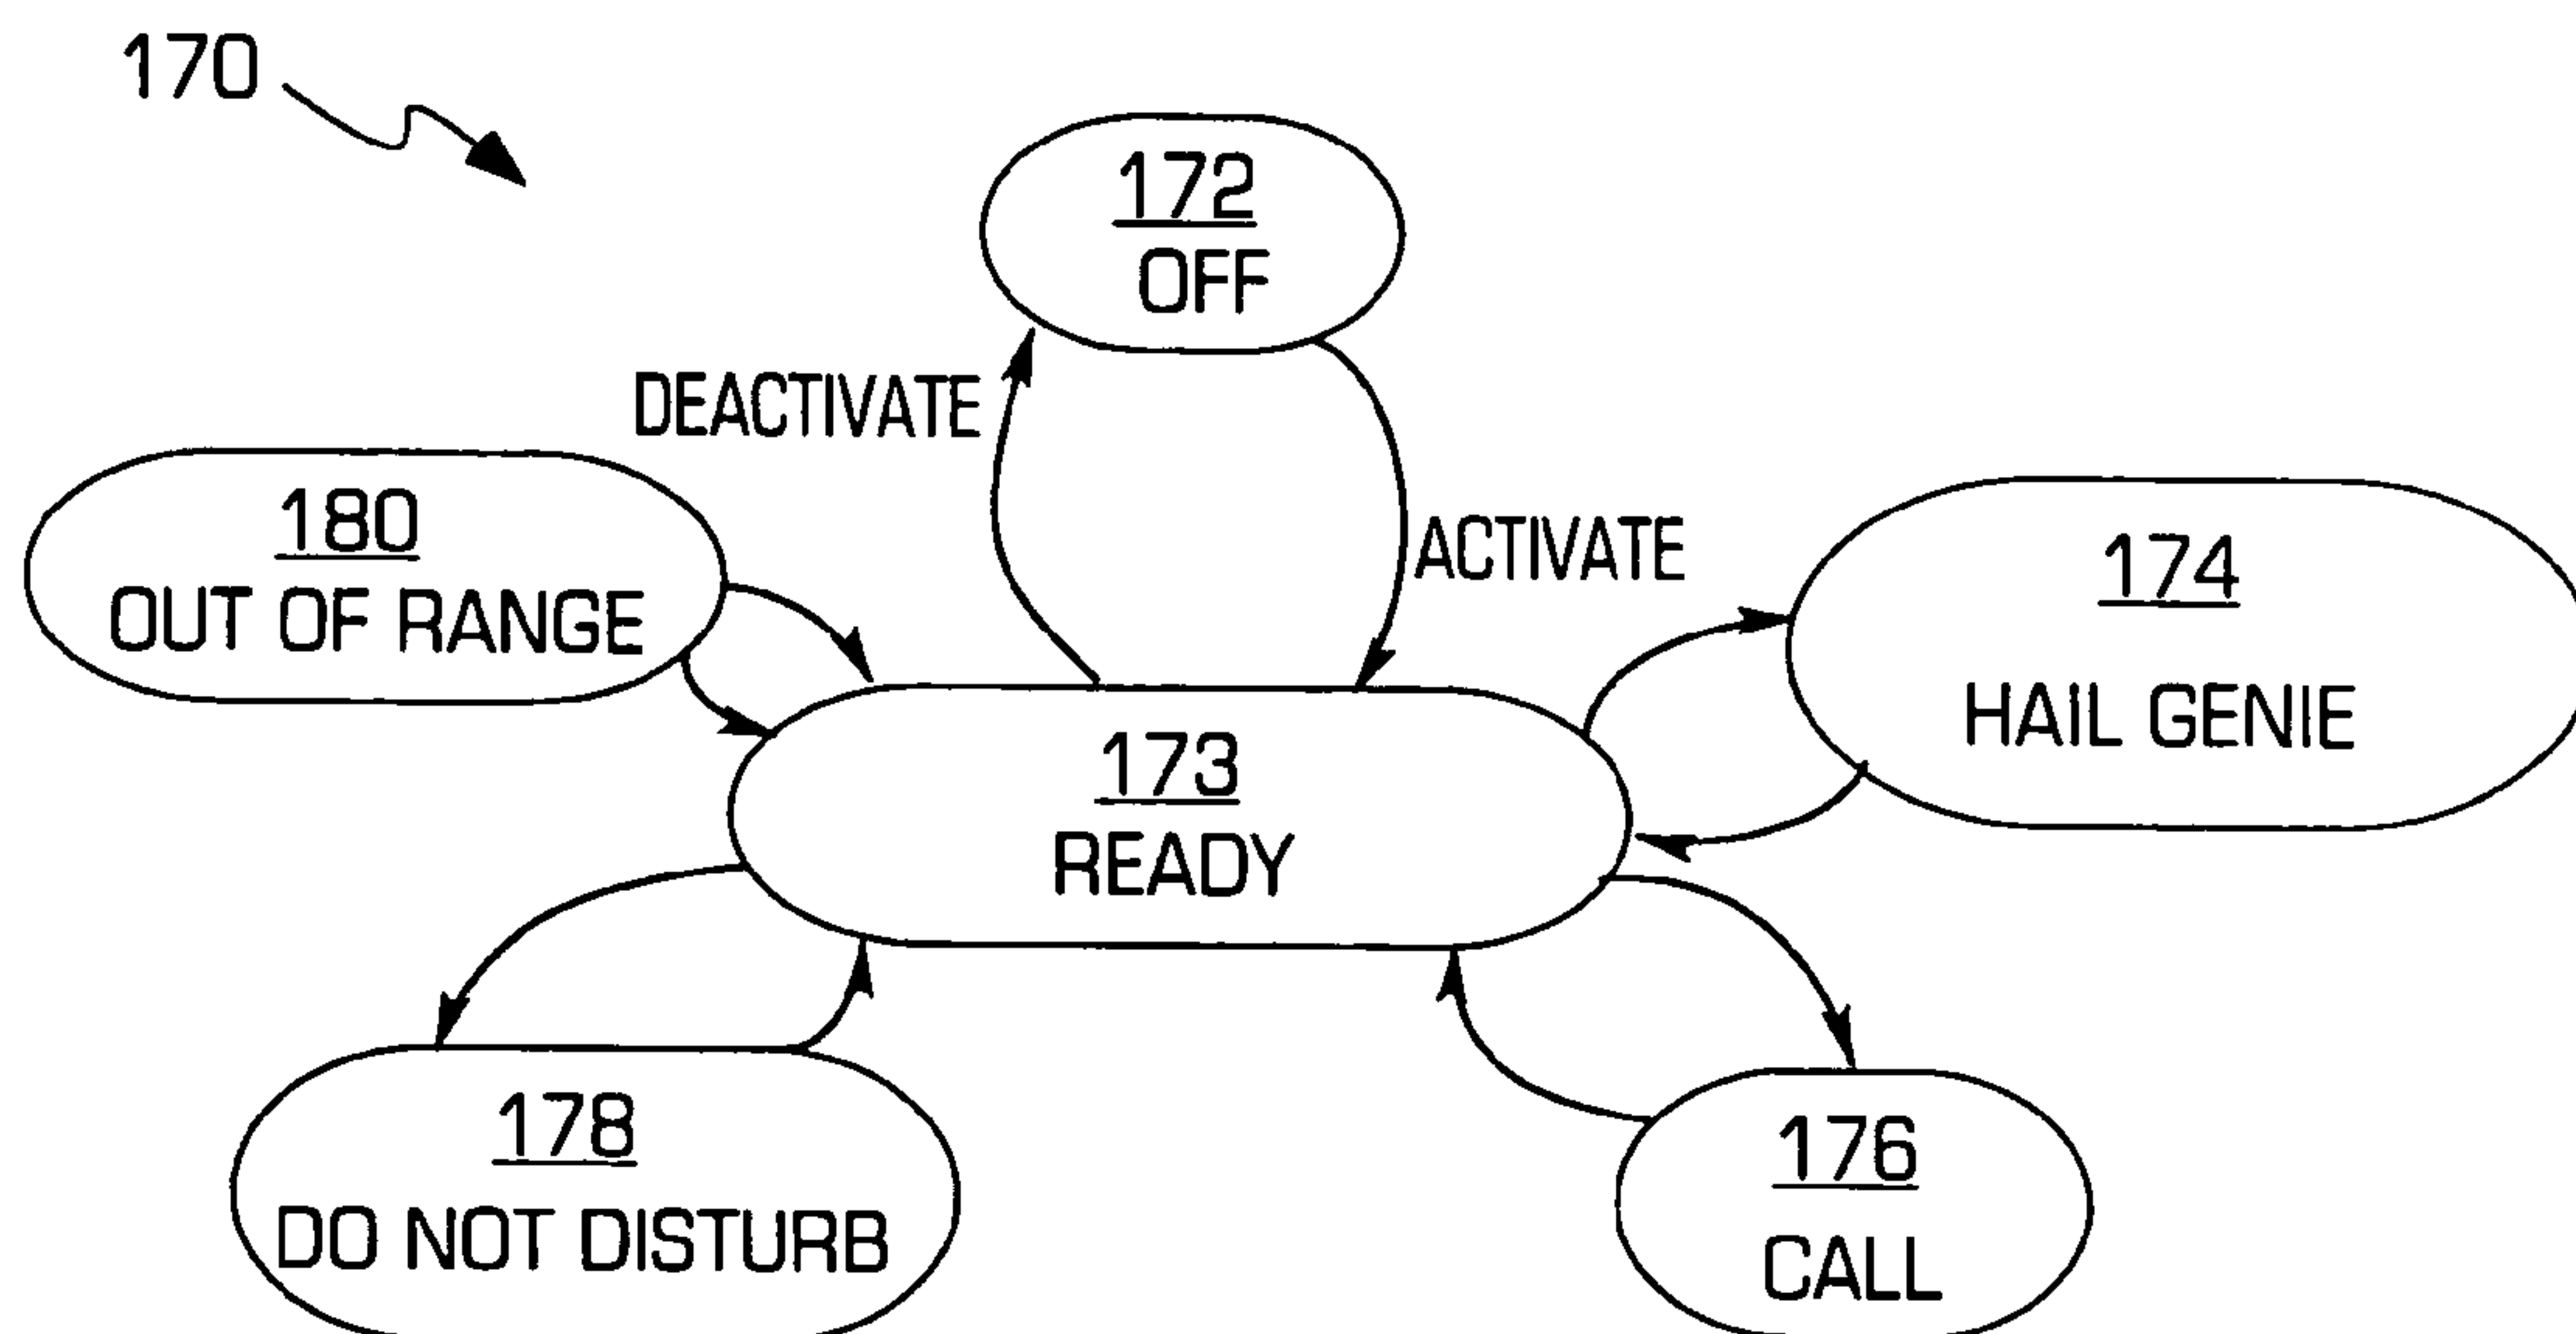 170
172
OFF
DEACTIVATE
ACTIVATE
180
OUT OF RANGE
174
HAIL GENIE
173
READY
178
DO NOT DISTURB
176
CALL